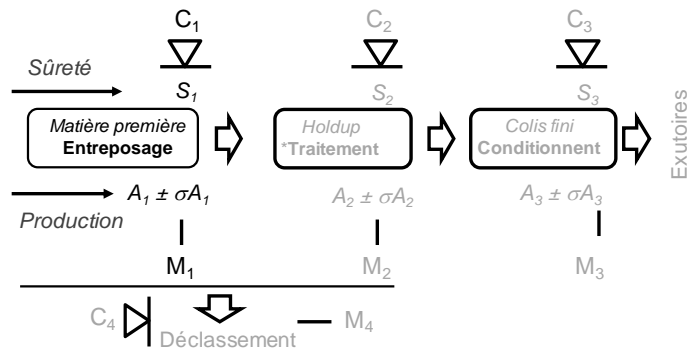 C1 C2 C3
Sûreté
S1 S2 S3
Matière première Holdup Colis fini
Entreposage *Traitement Conditionnent
Exutoires
A1 ± σA1 A2 ± σA2 A3 ± σA3
Production
M1 M2 M3
C4 Déclassement M4